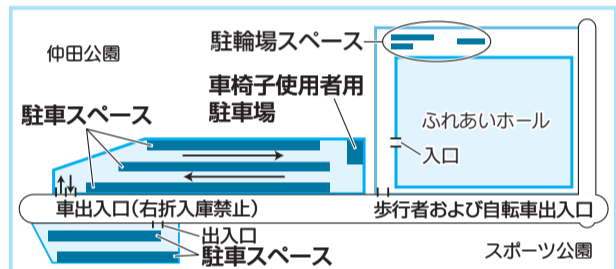 仲田公園
駐輪場スペース
車椅子使用者用
駐車場
駐車スペース
ふれあいホール
入口
車出入口(右折入庫禁止)
歩行者および自転車出入口
出入口
駐車スペース
スポーツ公園